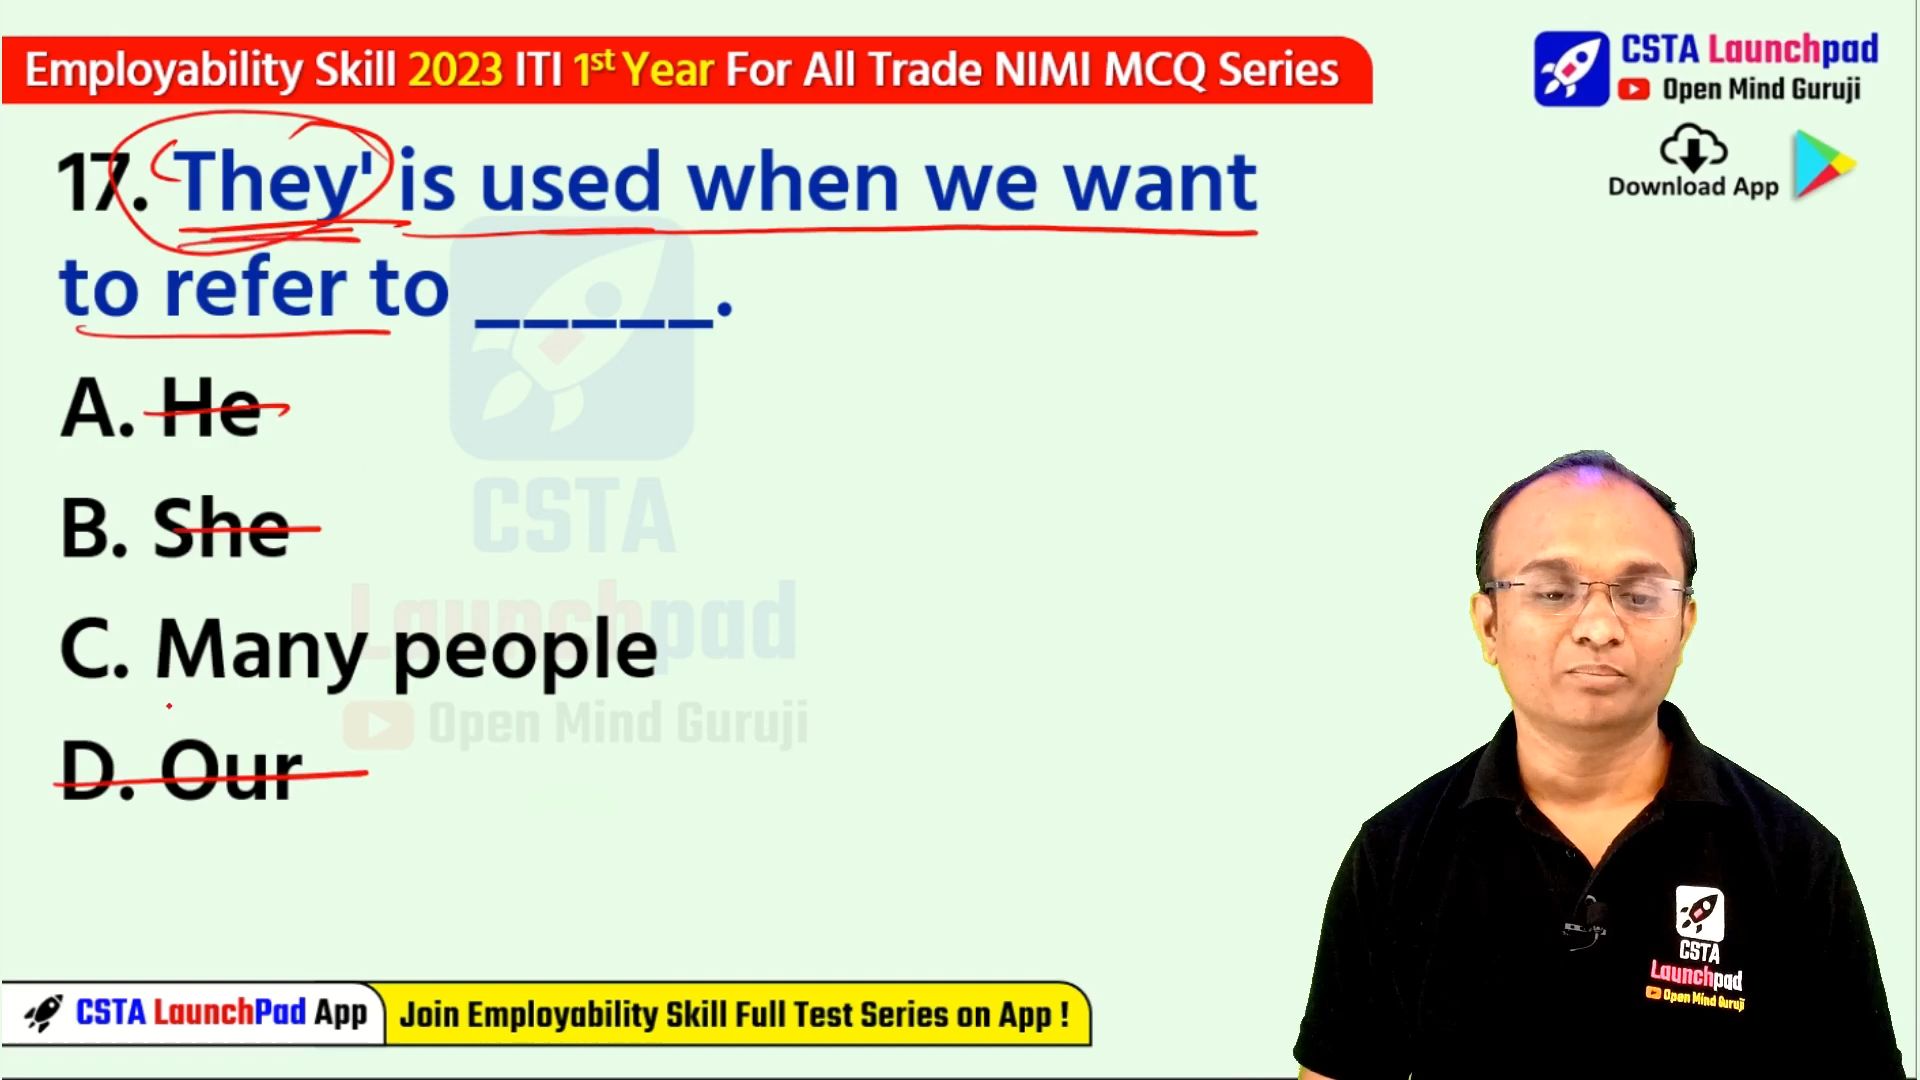 Employability Skill 2023 ITI 1st Year For All Trade NIMI MCQ Series
CSTA Launchpad
Open Mind Guruji
Download App
17. 'They' is used when we want
to refer to _____.
A. He
B. She
C. Many people
D. Our
CSTA
Launchpad
Open Mind Guruji
CSTA
Launchpad
Open Mind Guruji
CSTA LaunchPad App
Join Employability Skill Full Test Series on App !